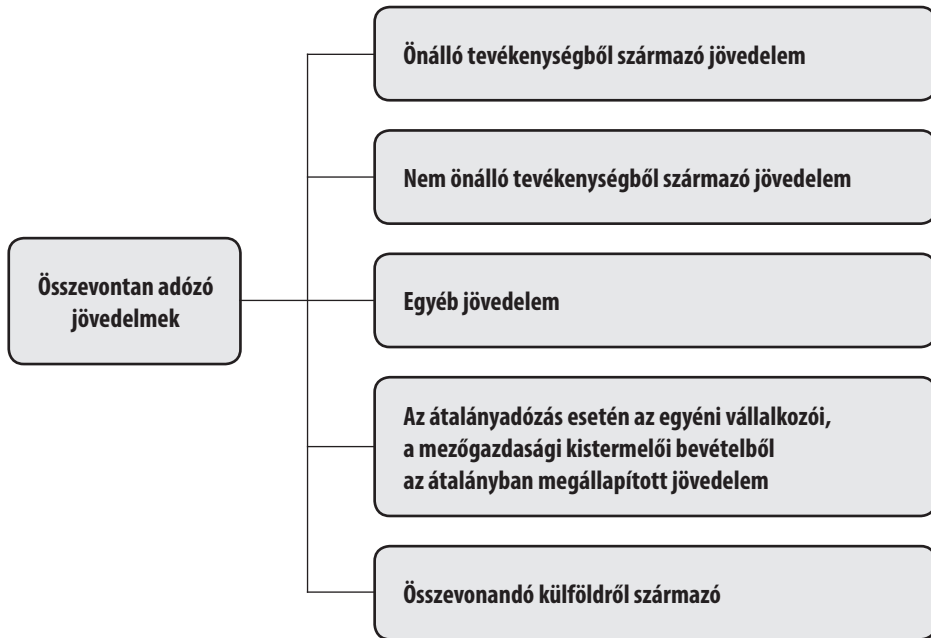 Önálló tevékenységből származó jövedelem
Nem önálló tevékenységből származó jövedelem
Összevontan adózó
jövedelmek
Egyéb jövedelem
Az átalányadózás esetén az egyéni vállalkozói,
a mezőgazdasági kistermelői bevételből
az átalányban megállapított jövedelem
Összevonandó külföldről származó